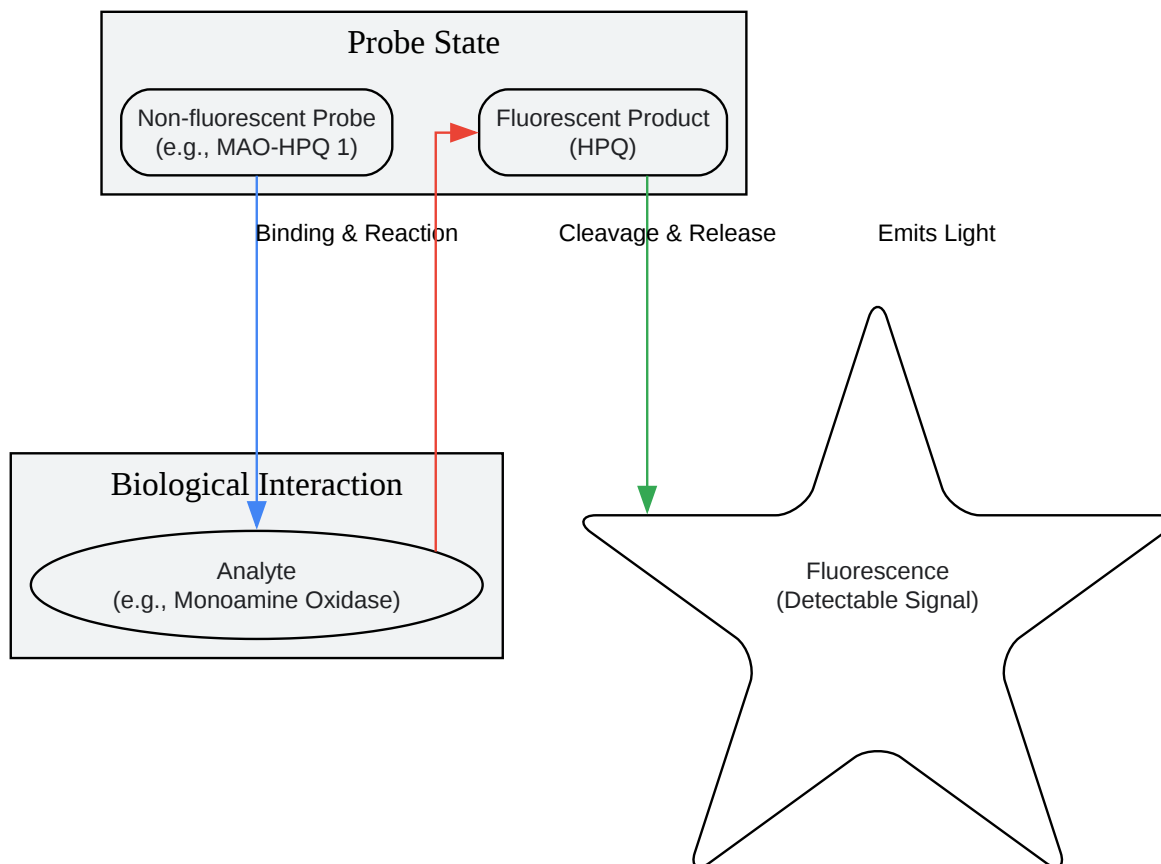 Probe State
Non-fluorescent Probe
(e.g., MAO-HPQ 1)
Fluorescent Product
(HPQ)
Binding & Reaction
Cleavage & Release
Emits Light
Biological Interaction
Analyte
(e.g., Monoamine Oxidase)
Fluorescence
(Detectable Signal)